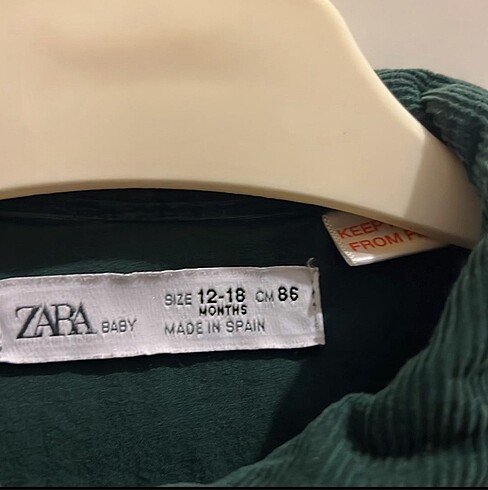 ZARA BABY
SIZE 12-18 CM 86
MONTHS
MADE IN SPAIN
KEEP
FROM